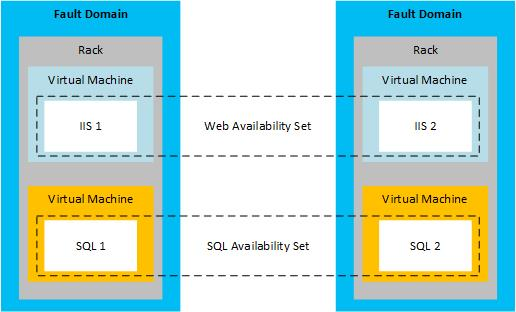 Fault Domain
Fault Domain
Rack
Rack
Virtual Machine
Virtual Machine
IIS 1
Web Availability Set
IIS 2
Virtual Machine
Virtual Machine
SQL 1
SQL Availability Set
SQL 2